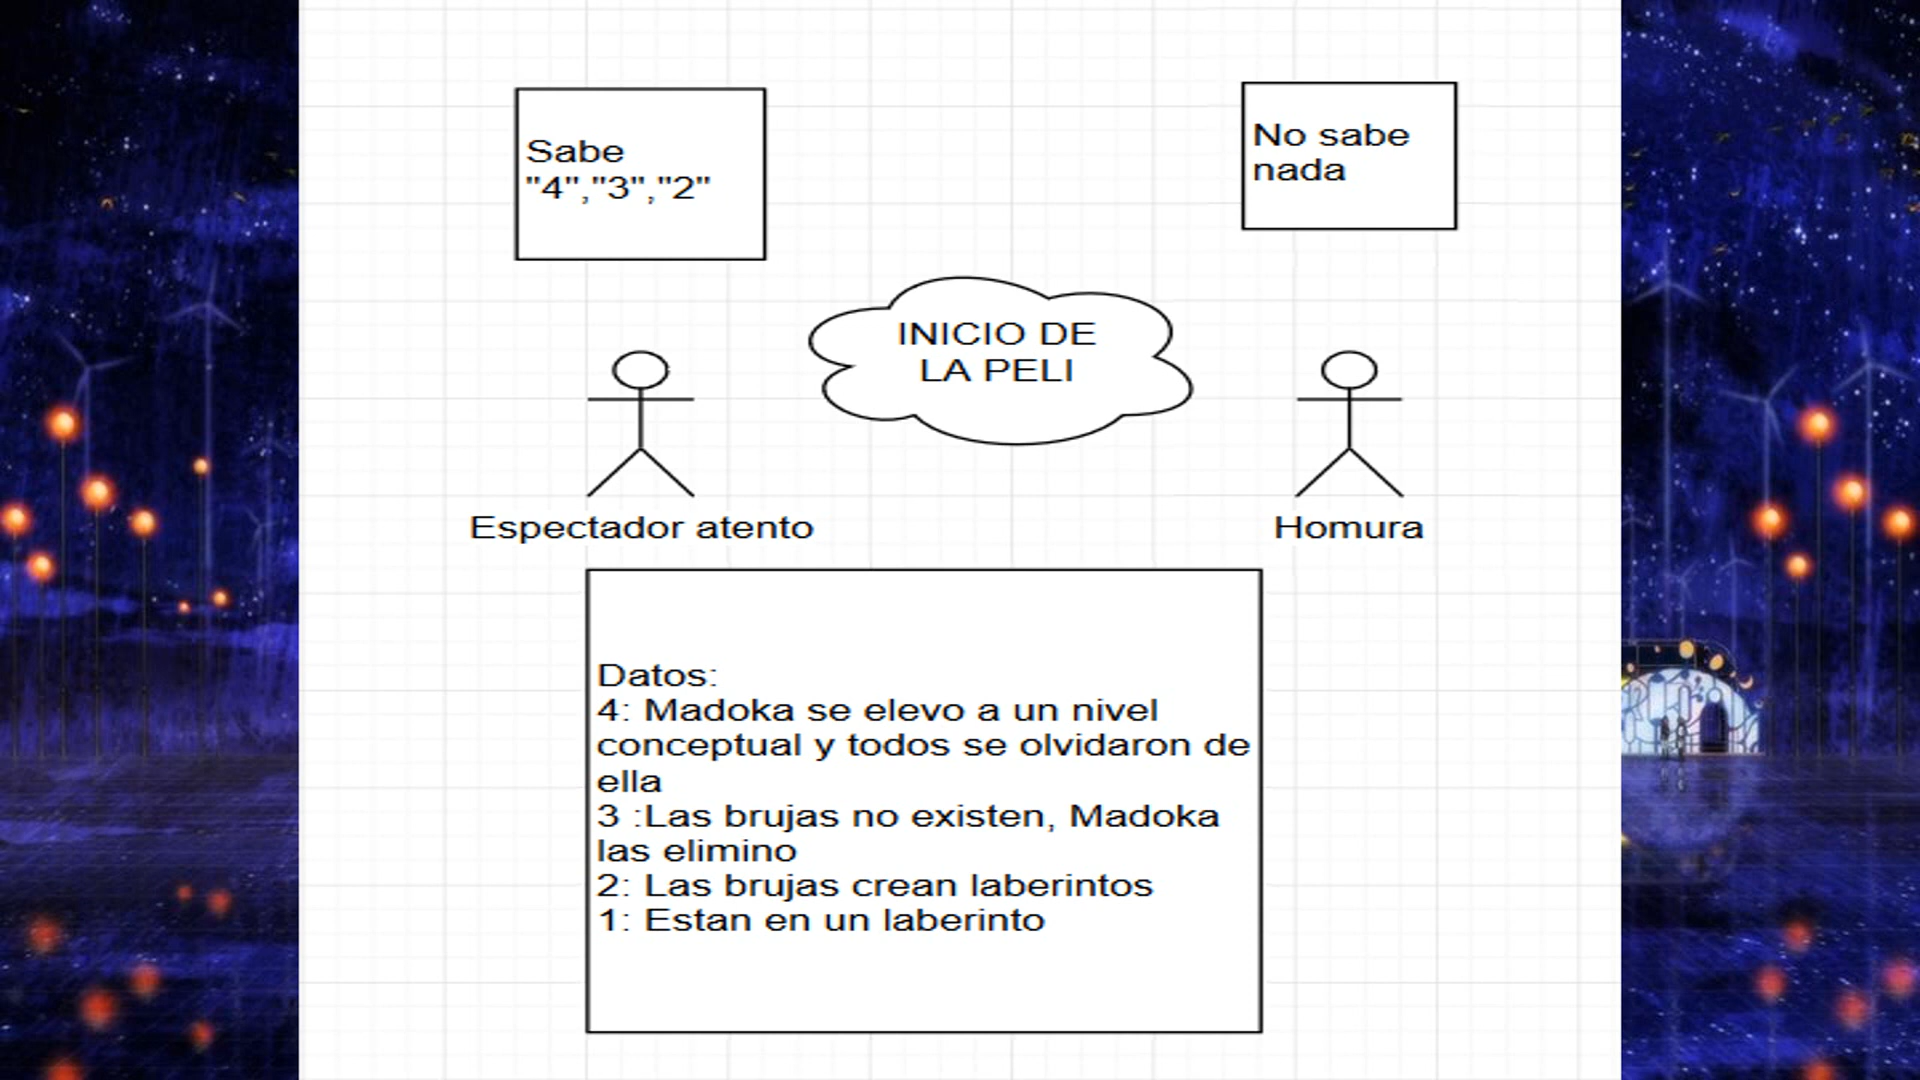 Sabe
"4","3","2"
No sabe
nada
INICIO DE
LA PELI
Espectador atento
Homura
Datos:
4: Madoka se elevo a un nivel
conceptual y todos se olvidaron de
ella
3 :Las brujas no existen, Madoka
las elimino
2: Las brujas crean laberintos
1: Estan en un laberinto